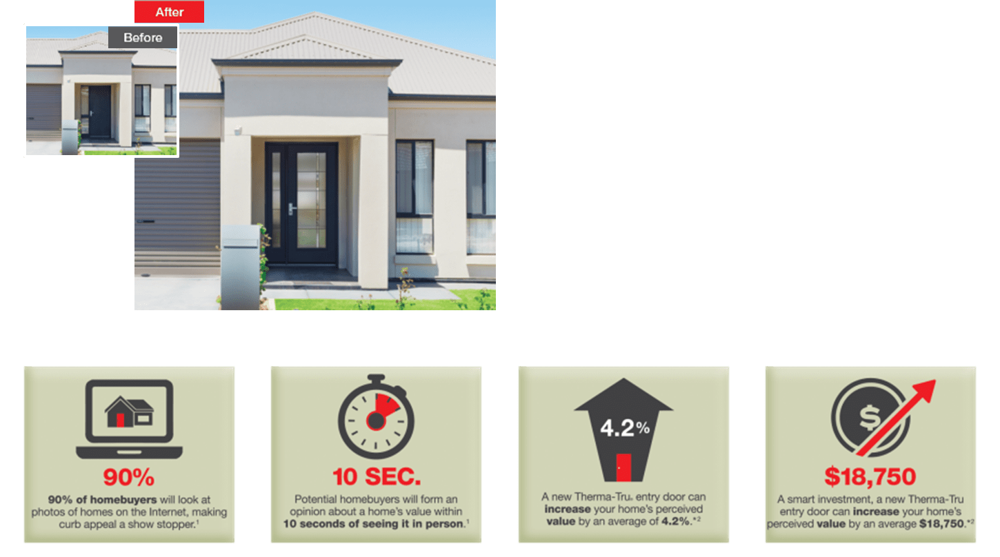 After
Before
4.2%
$
90%
90% of homebuyers will look at
photos of homes on the Internet, making
curb appeal a show stopper.¹
10 SEC.
Potential homebuyers will form an
opinion about a home's value within
10 seconds of seeing it in person.¹
A new Therma-Tru® entry door can
increase your home's perceived
value by an average of 4.2%.*²
$18,750
A smart investment, a new Therma-Tru
entry door can increase your home's
perceived value by an average $18,750.*²